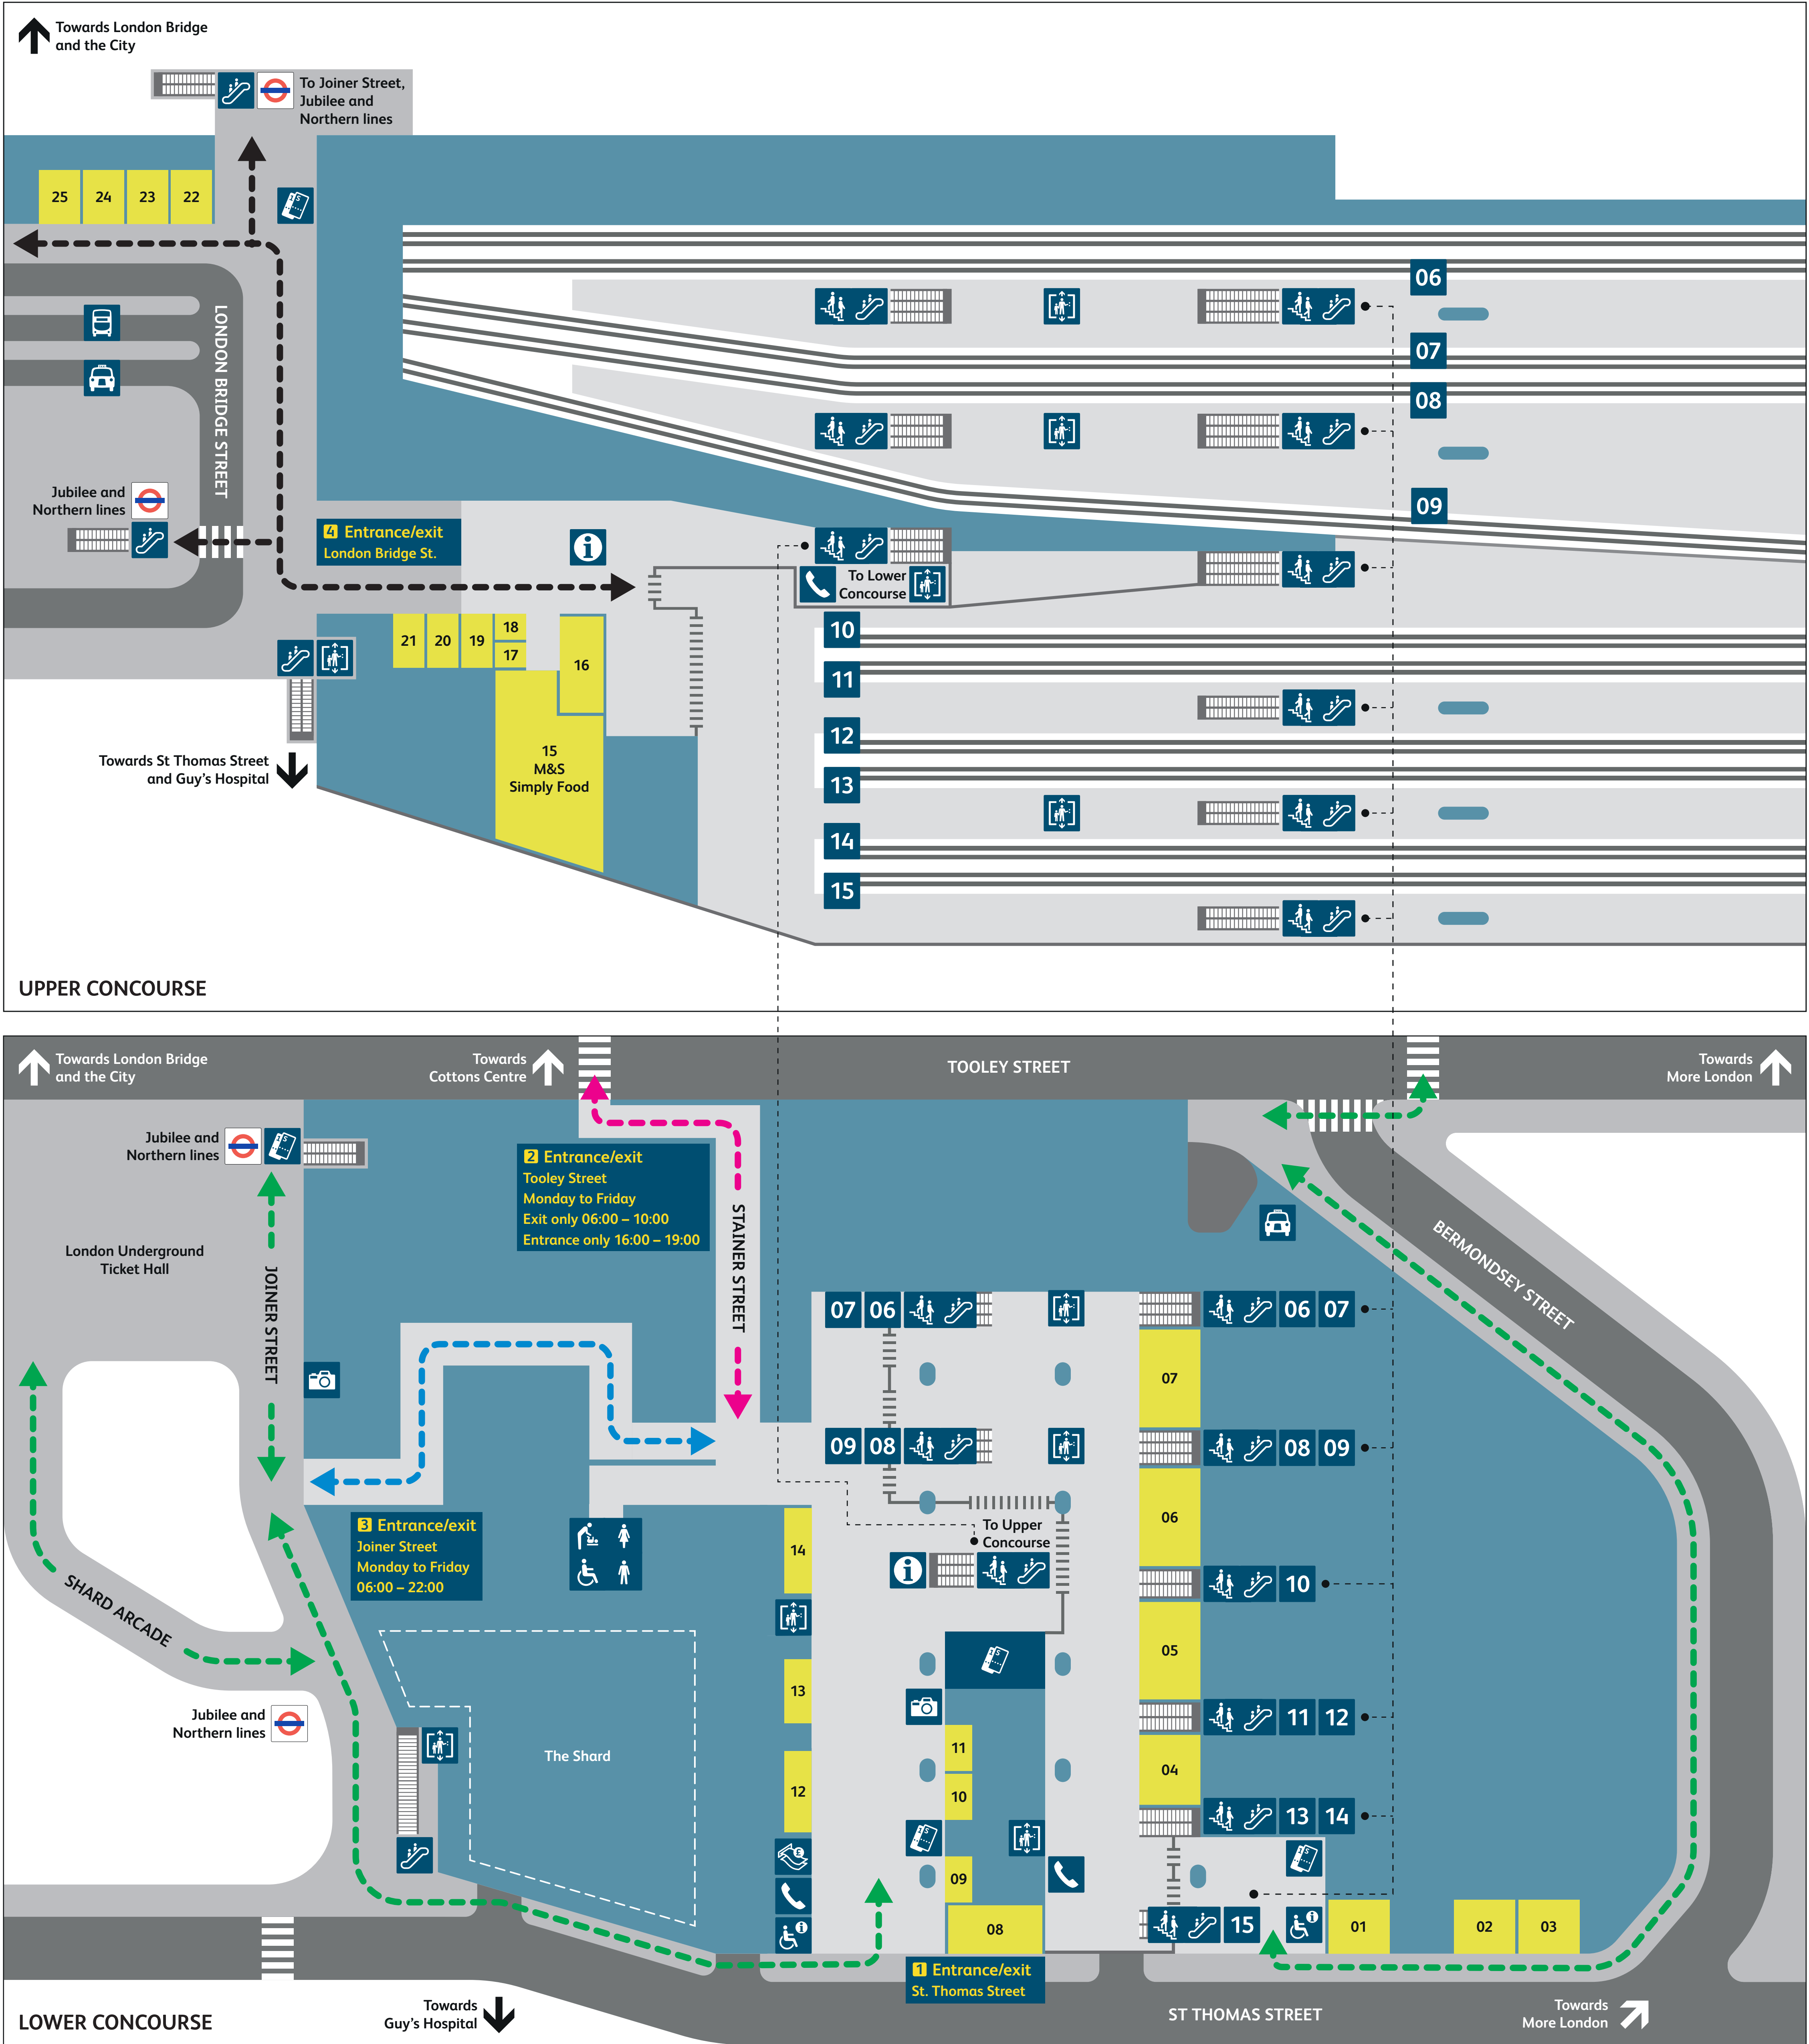 Towards London Bridge
and the City
To Joiner Street,
Jubilee and
Northern lines
25
24
23
22
LONDON BRIDGE STREET
06
07
08
09
Jubilee and
Northern lines
4 Entrance/exit
London Bridge St.
To Lower
Concourse
10
11
12
13
14
15
21
20
19
18
17
16
15
M&S
Simply Food
Towards St Thomas Street
and Guy's Hospital
UPPER CONCOURSE
Towards London Bridge
and the City
Towards
Cottons Centre
TOOLEY STREET
Towards
More London
Jubilee and
Northern lines
2 Entrance/exit
Tooley Street
Monday to Friday
Exit only 06:00 – 10:00
Entrance only 16:00 – 19:00
London Underground
Ticket Hall
JOINER STREET
STAINER STREET
BERMONDSEY STREET
07 06
06 07
07
09 08
08 09
06
3 Entrance/exit
Joiner Street
Monday to Friday
06:00 – 22:00
14
To Upper
Concourse
10
SHARD ARCADE
05
13
11 12
Jubilee and
Northern lines
The Shard
11
04
12
10
13 14
09
08
15
01
02
03
1 Entrance/exit
St. Thomas Street
ST THOMAS STREET
Towards
Guy's Hospital
Towards
More London
LOWER CONCOURSE